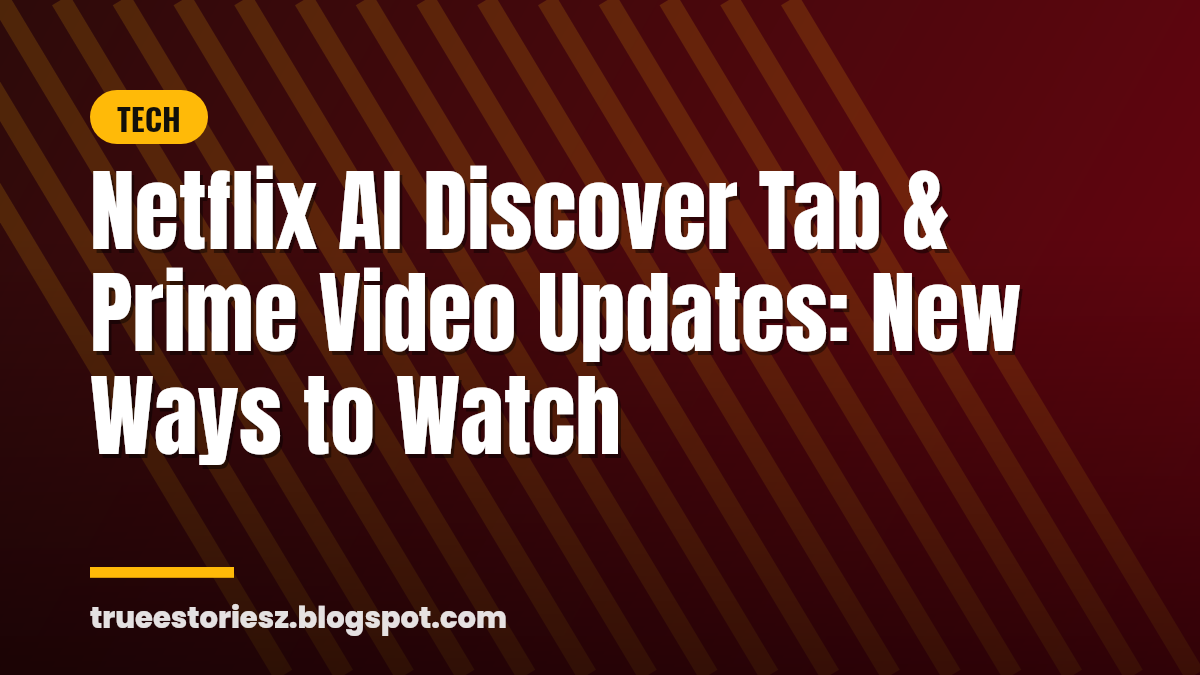 TECH
Netflix AI Discover Tab &
Prime Video Updates: New
Ways to Watch
trueestoriesz.blogspot.com